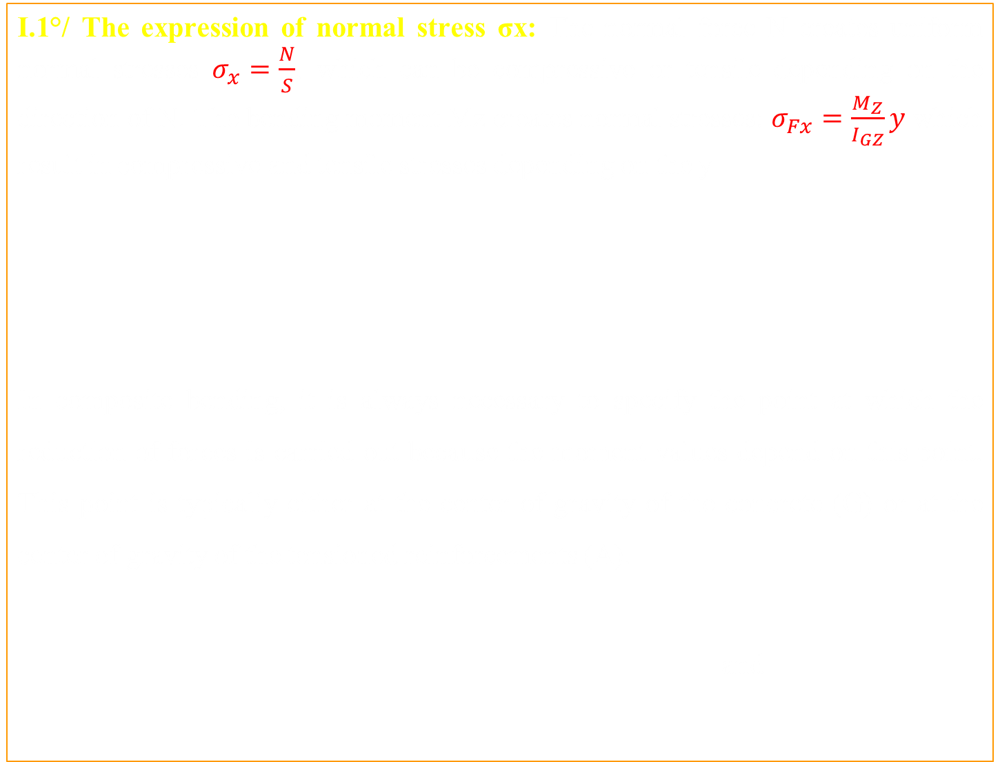 I.1°/ The expression of normal stress σx:
σ_x = N/S
σ_Fx = M_Z/I_GZ y